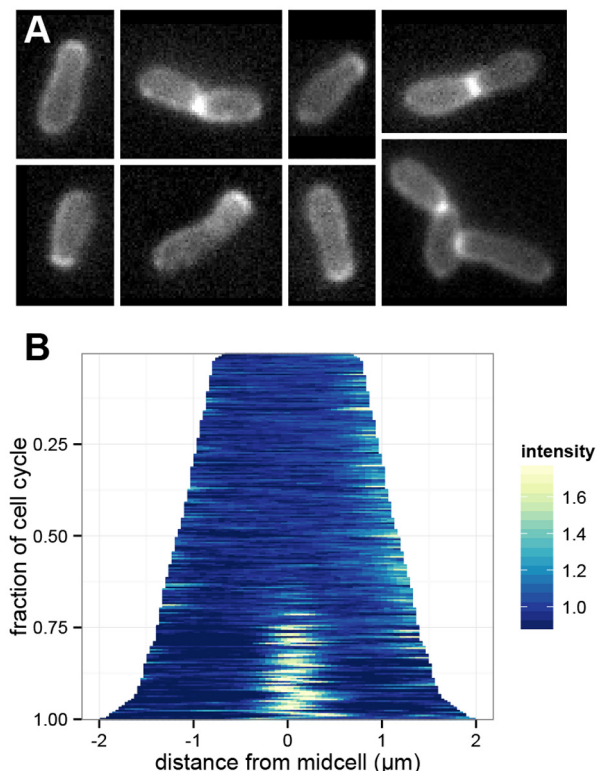 A
B
intensity
1.6
1.4
1.2
1.0
fraction of cell cycle
0.25
0.50
0.75
1.00
-2 -1 0 1 2
distance from midcell (µm)